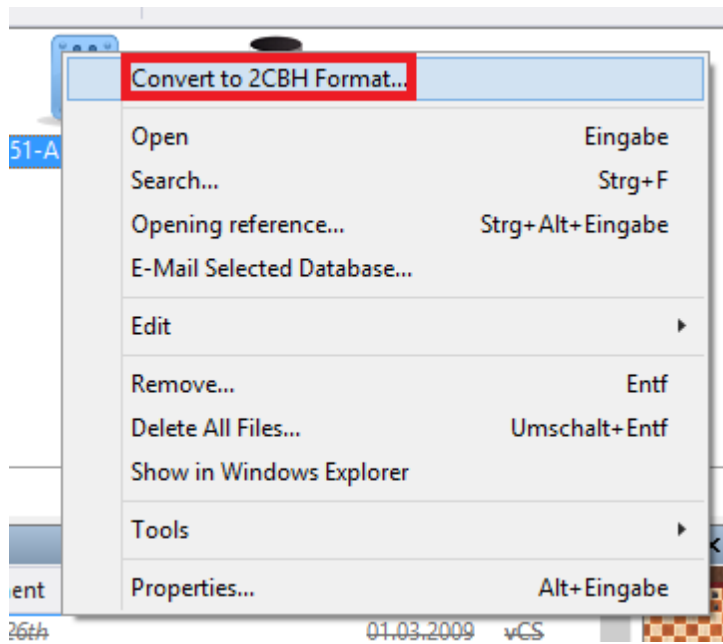 Convert to 2CBH Format...
51-A
Open Eingabe
Search... Strg+F
Opening reference... Strg+Alt+Eingabe
E-Mail Selected Database...
Edit
Remove... Entf
Delete All Files... Umschalt+Entf
Show in Windows Explorer
Tools
Properties... Alt+Eingabe
ent
26th 01.03.2009 vCS